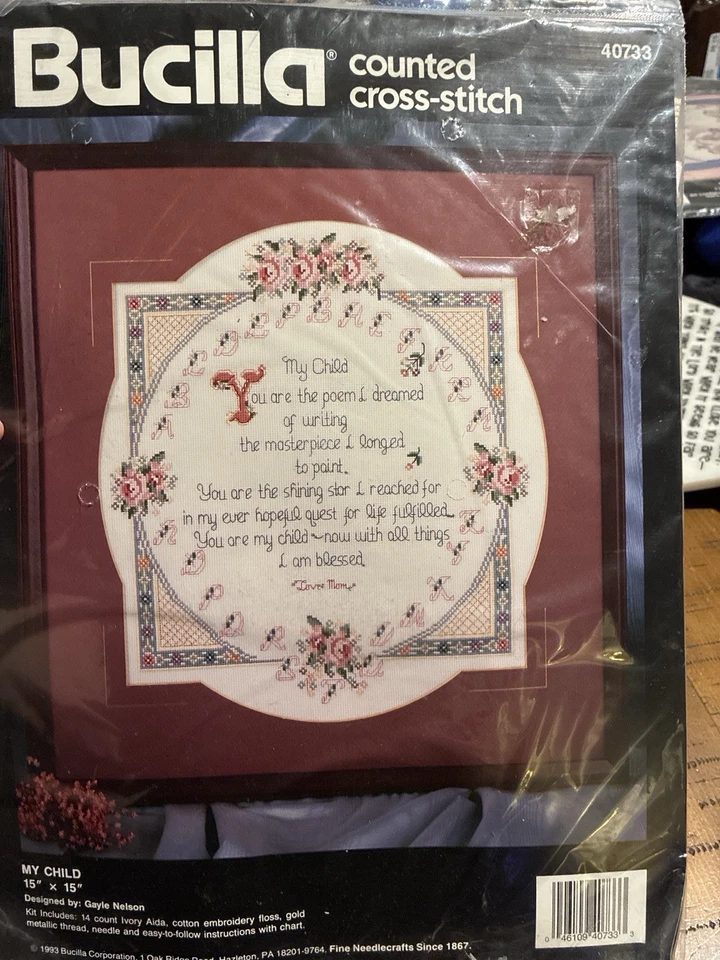 Bucilla® counted
cross-stitch
40733
My Child
You are the poem I dreamed
of writing
the masterpiece I longed
to paint.
You are the shining star I reached for
in my ever hopeful quest for life fulfilled
You are my child~now with all things
I am blessed
Love Mom
MY CHILD
15" × 15"
Designed by: Gayle Nelson
Kit Includes: 14 count Ivory Aida, cotton embroidery floss, gold
metallic thread, needle and easy-to-follow instructions with chart.
© 1993 Bucilla Corporation, 1 Oak Ridge Road, Hazleton, PA 18201-9764. Fine Needlecrafts Since 1867.
0 46109 40733 3